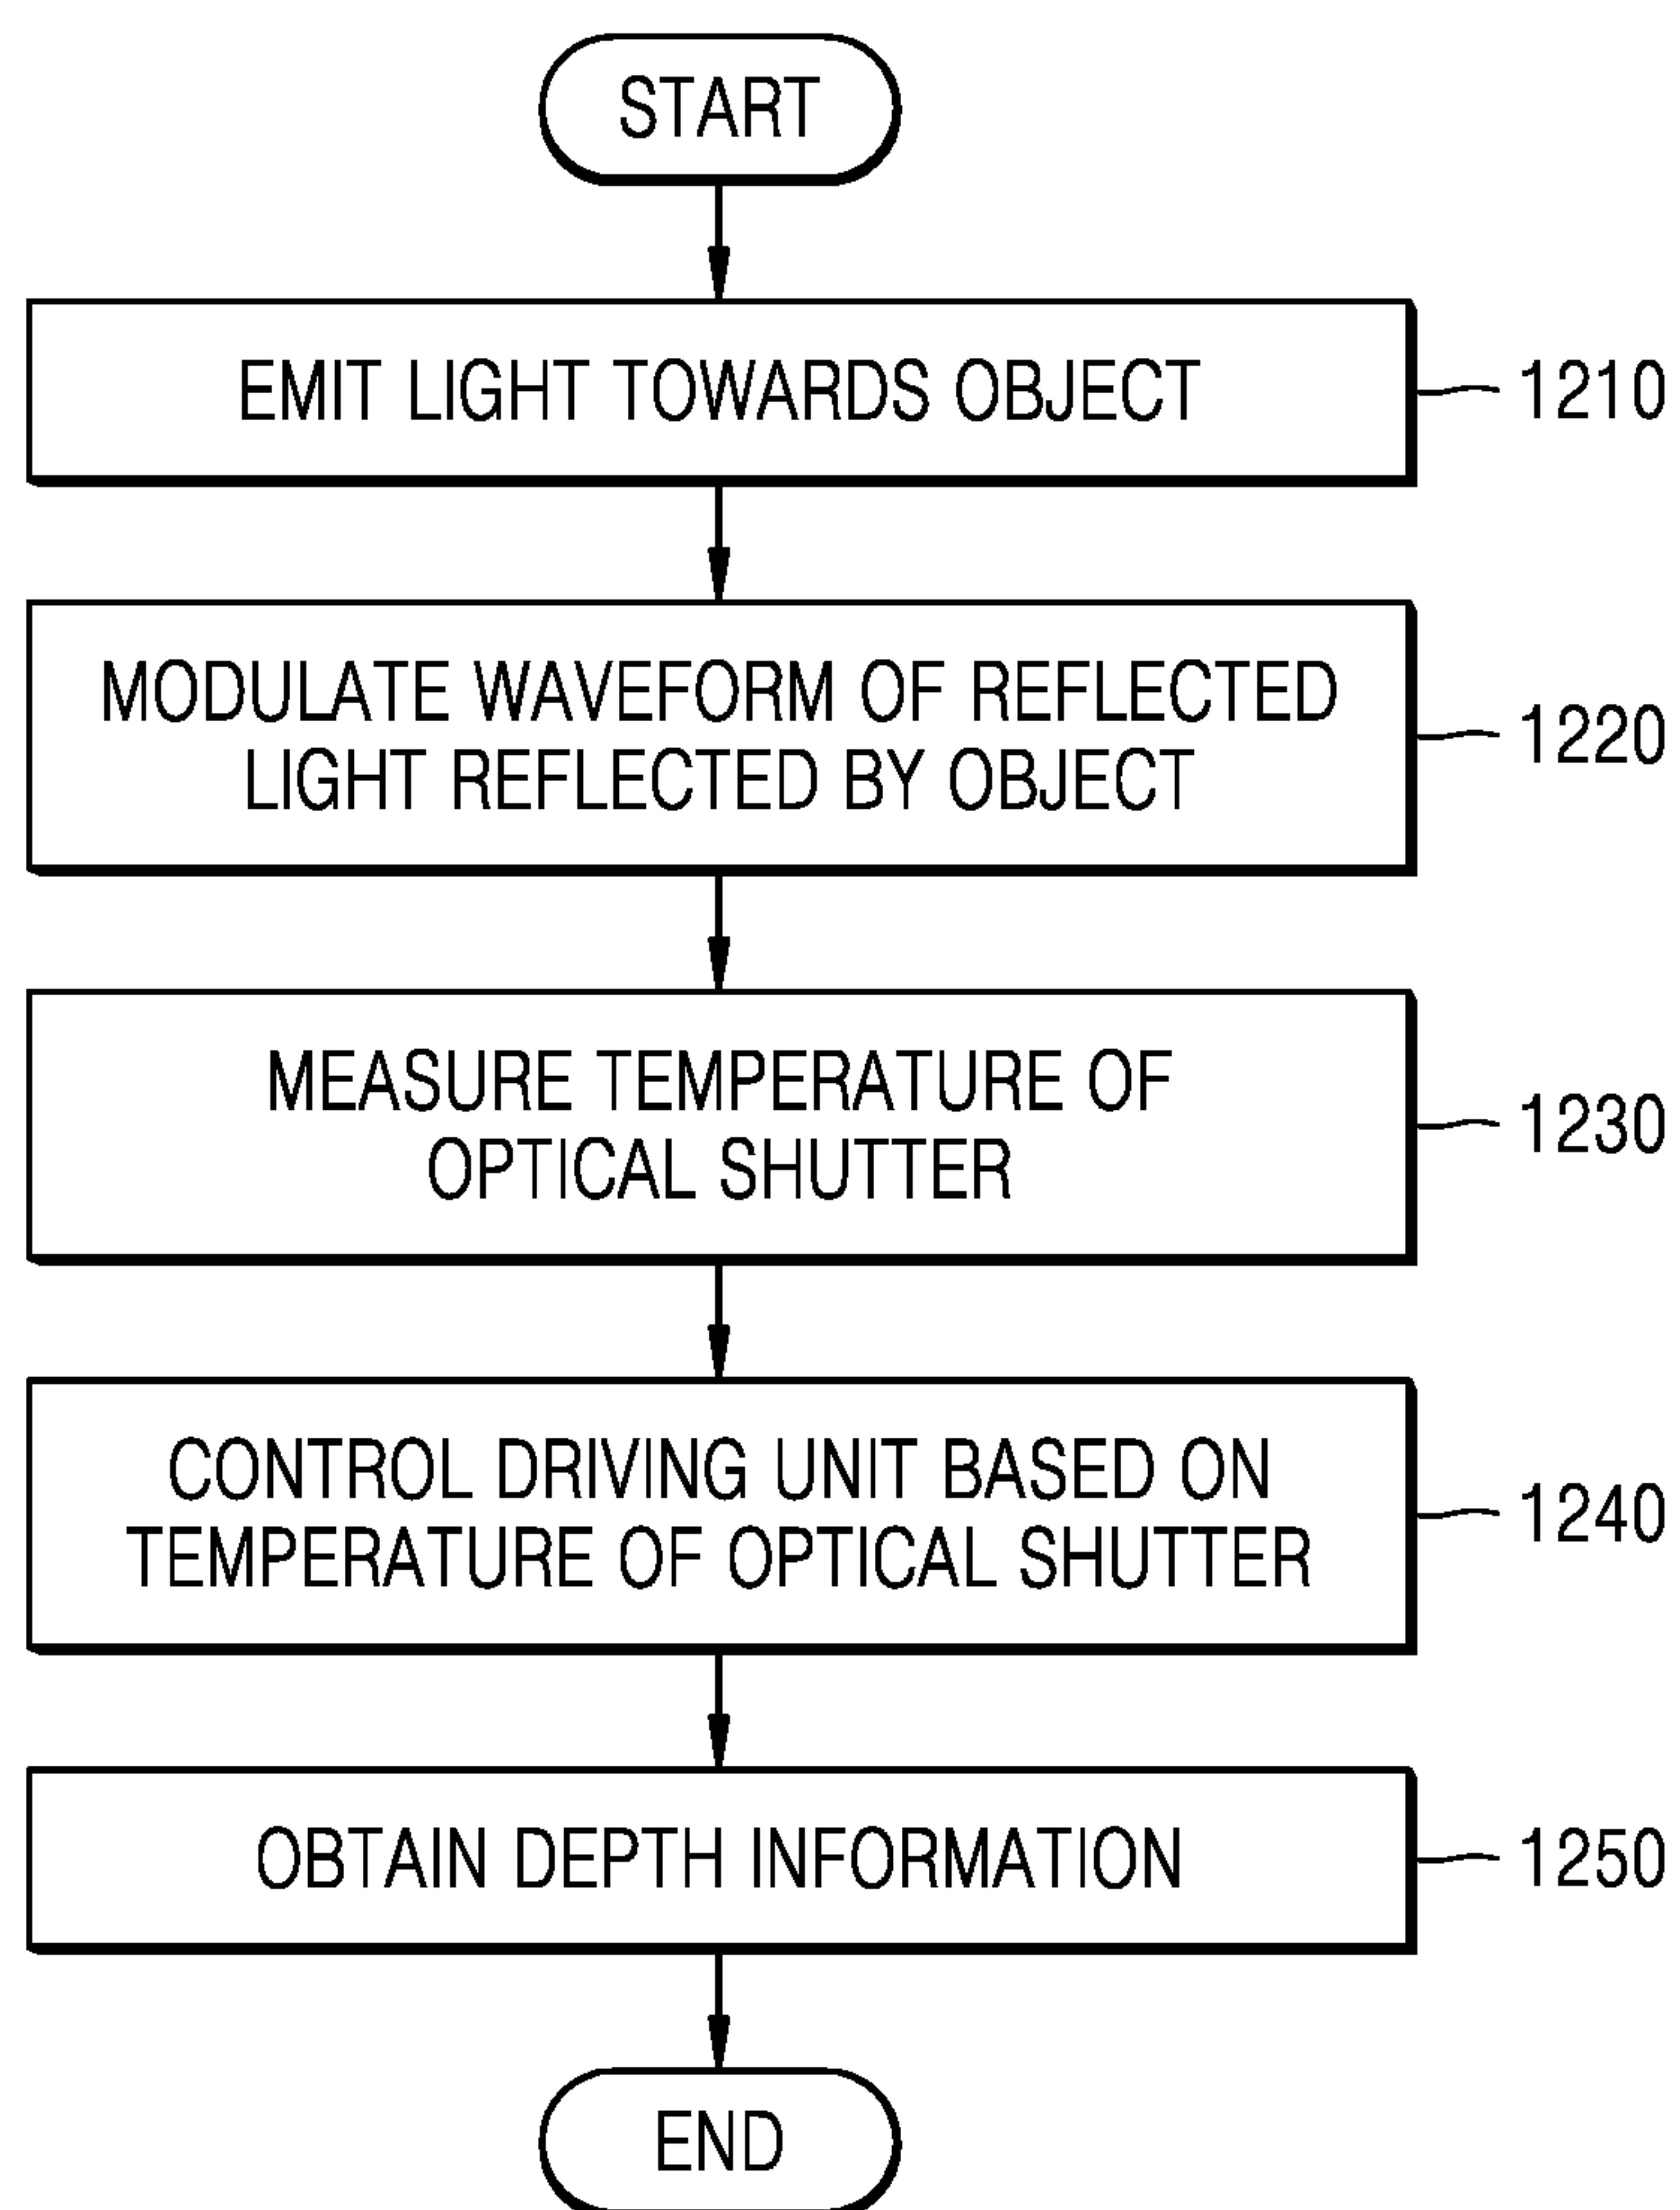 START
EMIT LIGHT TOWARDS OBJECT
1210
MODULATE WAVEFORM OF REFLECTED
LIGHT REFLECTED BY OBJECT
1220
MEASURE TEMPERATURE OF
OPTICAL SHUTTER
1230
CONTROL DRIVING UNIT BASED ON
TEMPERATURE OF OPTICAL SHUTTER
1240
OBTAIN DEPTH INFORMATION
1250
END